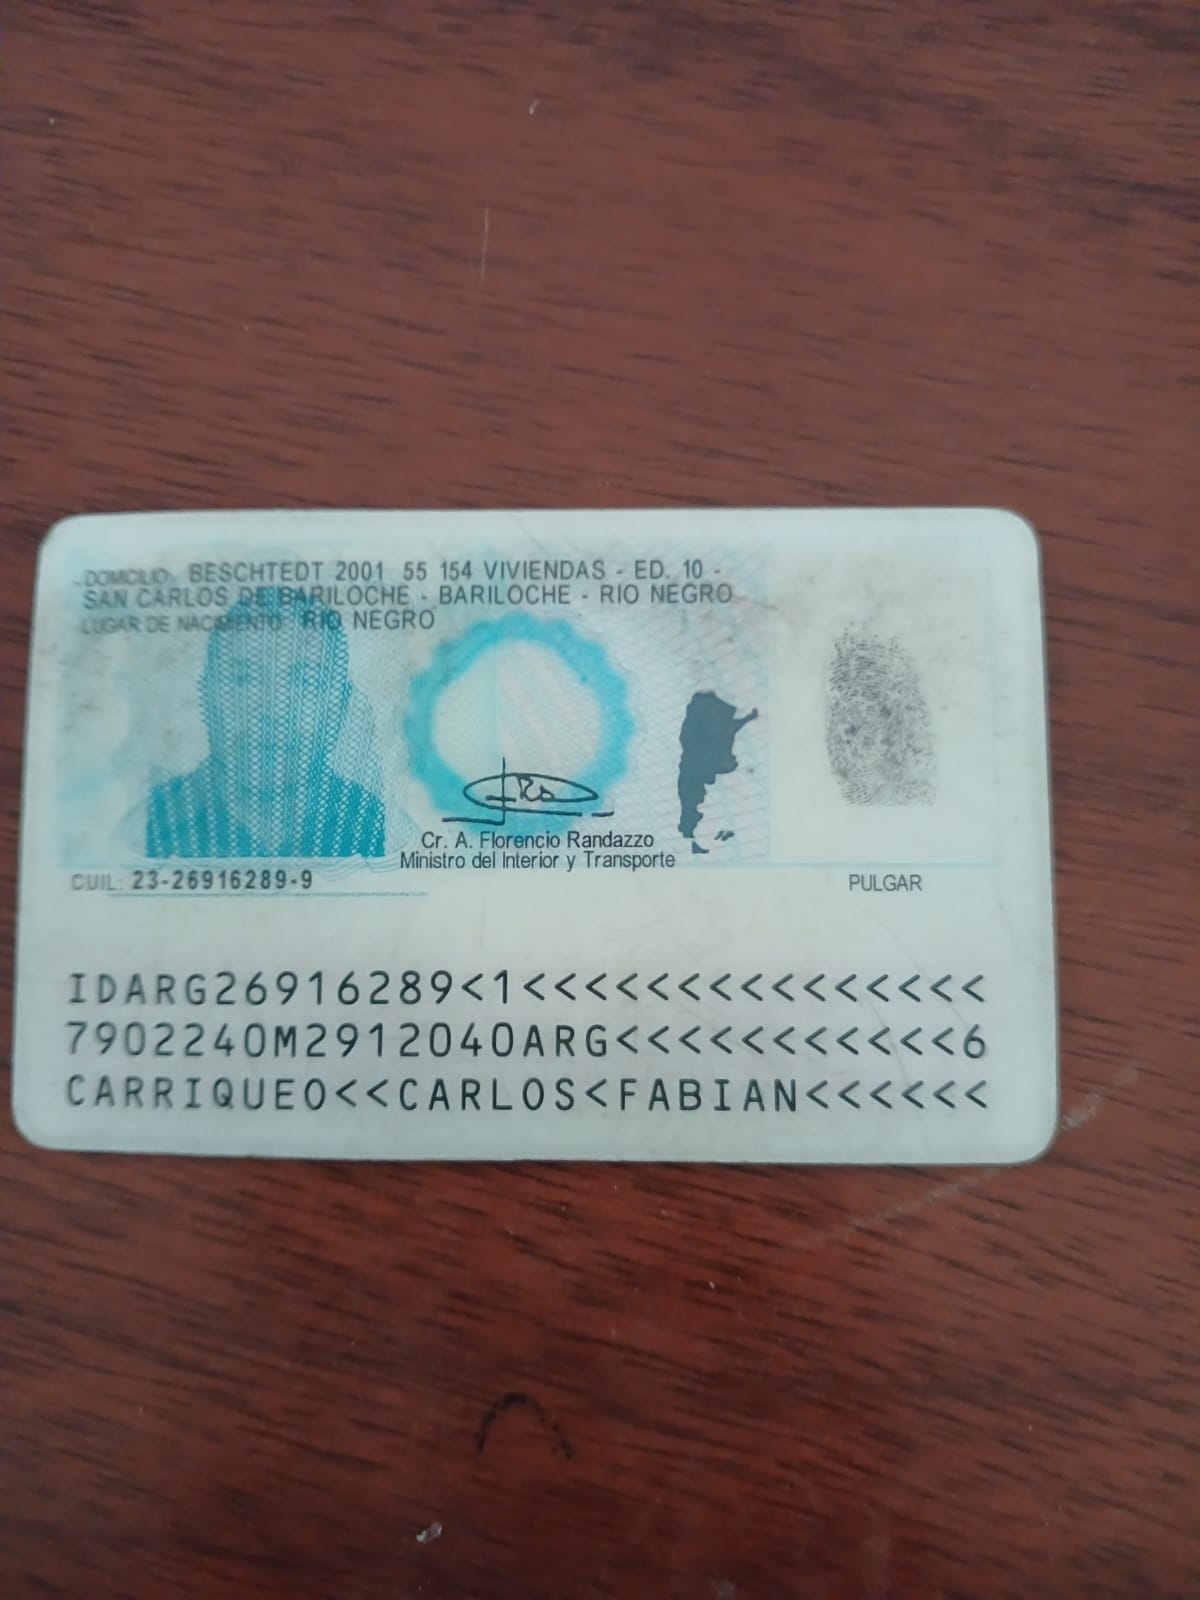 DOMICILIO: BESCHTEDT 2001 55 154 VIVIENDAS - ED. 10 -
SAN CARLOS DE BARILOCHE - BARILOCHE - RIO NEGRO
LUGAR DE NACIMIENTO: RIO NEGRO
Cr. A. Florencio Randazzo
Ministro del Interior y Transporte
CUIL: 23-26916289-9
PULGAR
IDARG26916289<1<<<<<<<<<<<<<<<
7902240M2912040ARG<<<<<<<<<<<6
CARRIQUEO<<CARLOS<FABIAN<<<<<<